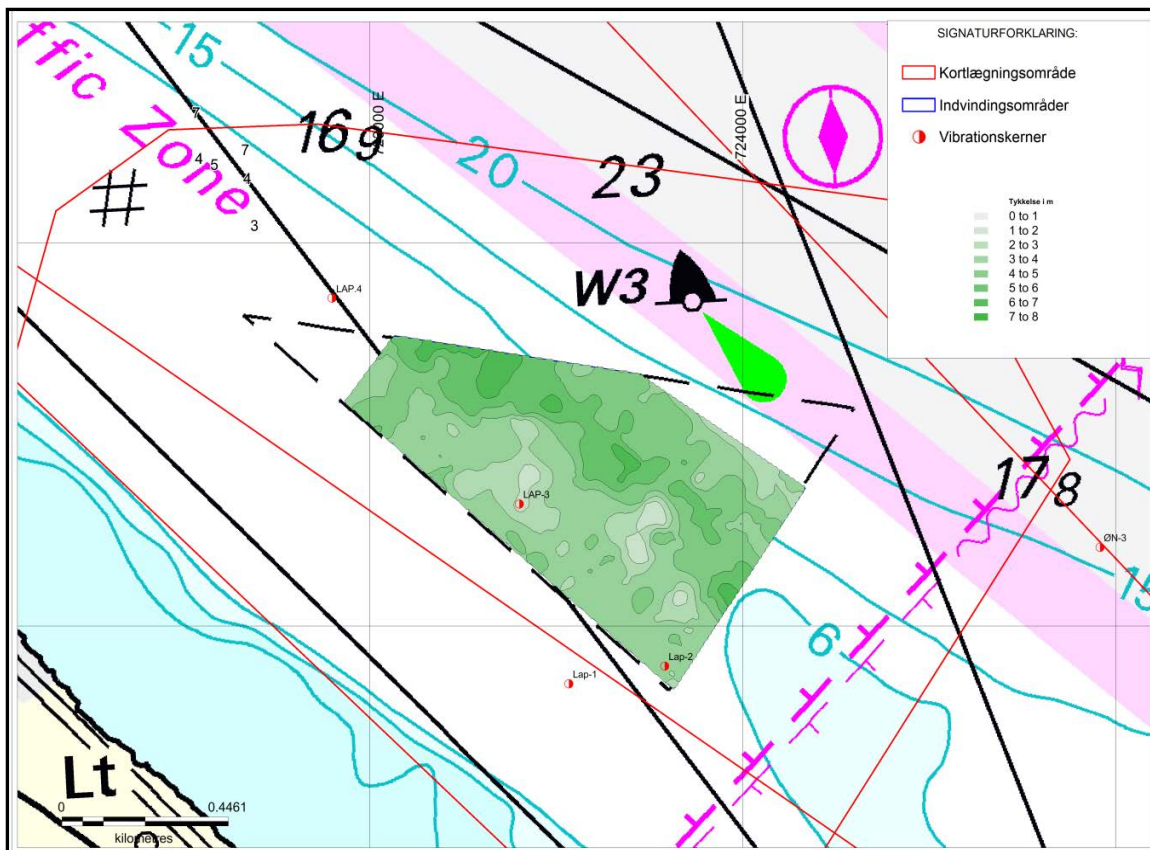 SIGNATURFORKLARING:
Kortlægningsområde
Indvindingsområder
Vibrationskerner
Tykkelse i m
0 to 1
1 to 2
2 to 3
3 to 4
4 to 5
5 to 6
6 to 7
7 to 8
ffic Zone
15
20
169
23
724000 E
7
7
4
5
4
3
W3
LAP.4
LAP-3
178
ØN-3
15
6
Lap-2
Lap-1
Lt
0
0.4461
kilometres